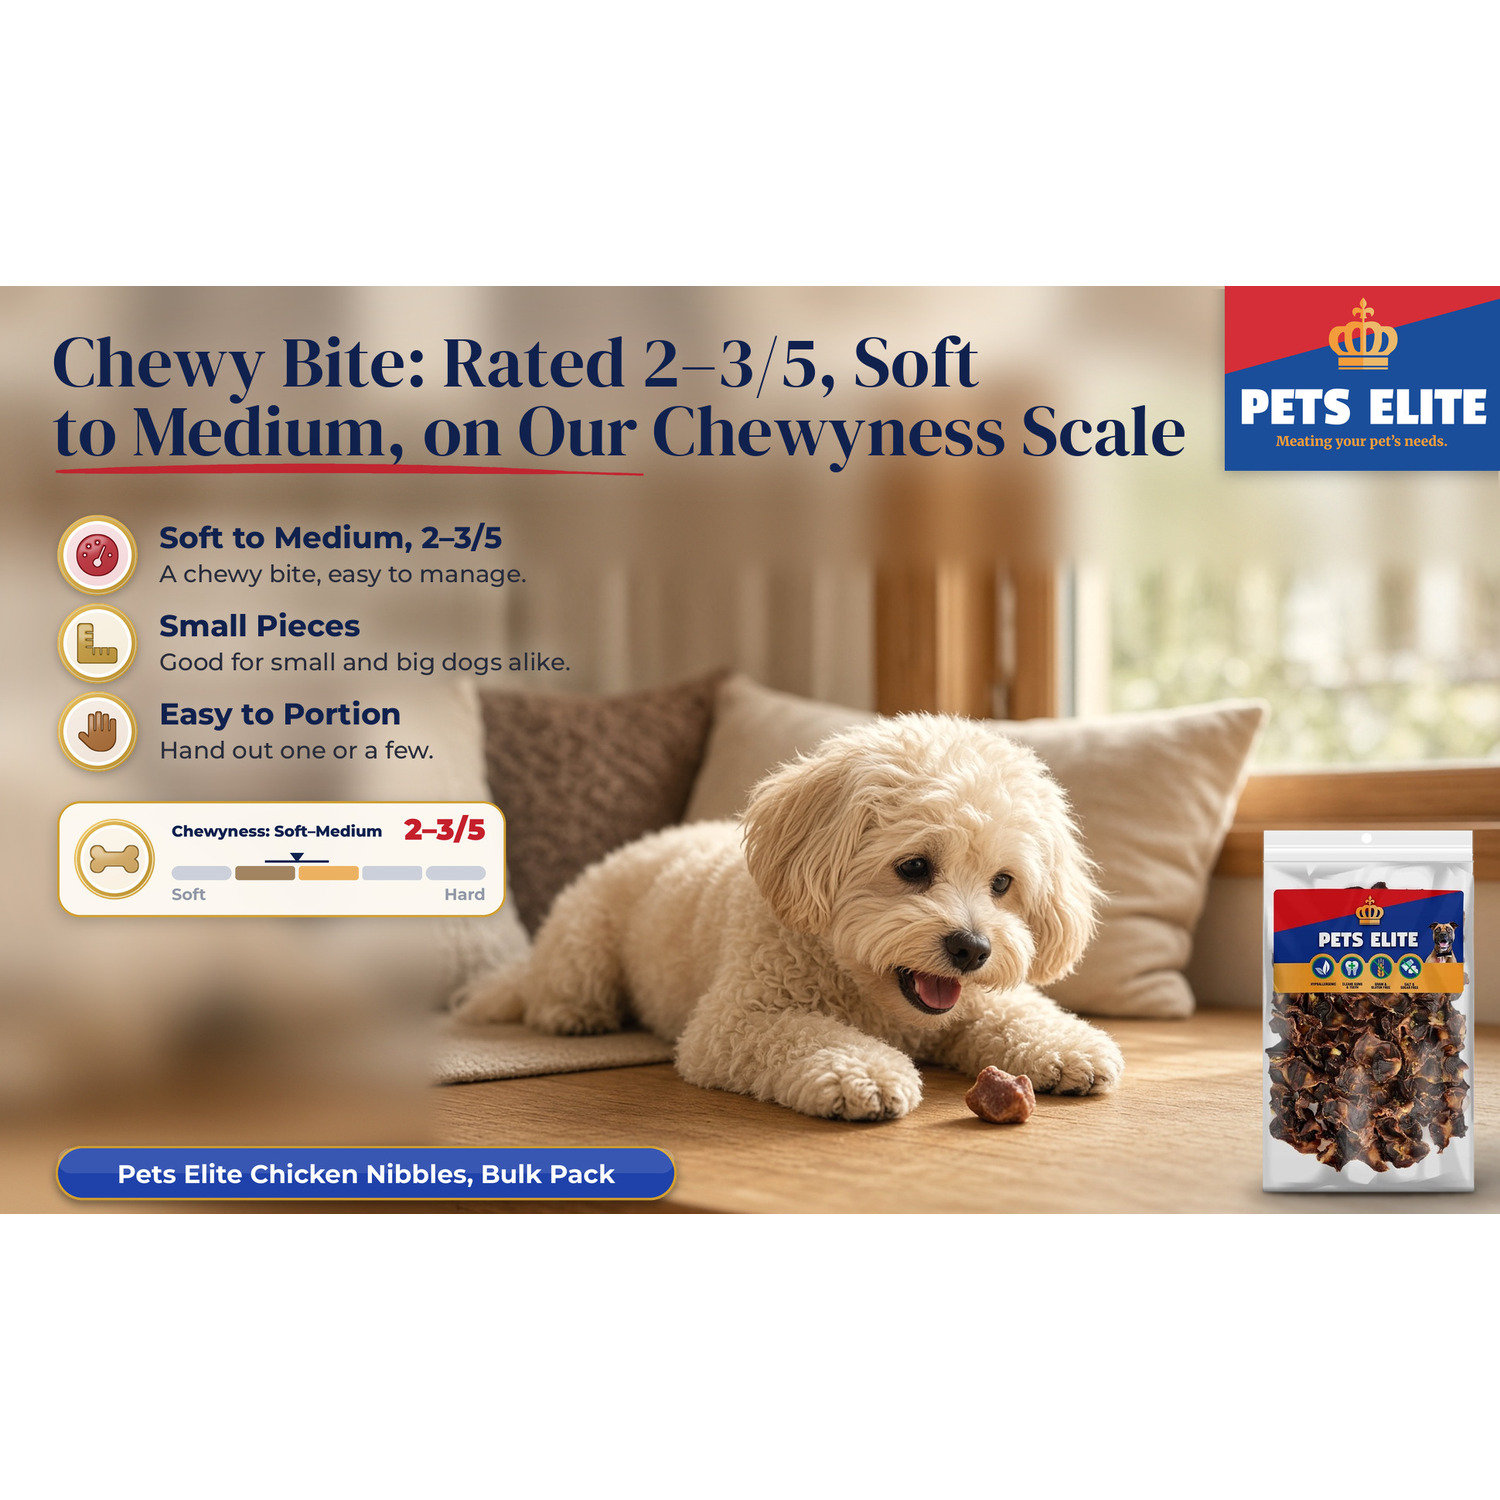 Chewy Bite: Rated 2–3/5, Soft
to Medium, on Our Chewyness Scale
PETS ELITE
Meating your pet's needs.
Soft to Medium, 2–3/5
A chewy bite, easy to manage.
Small Pieces
Good for small and big dogs alike.
Easy to Portion
Hand out one or a few.
Chewyness: Soft–Medium 2–3/5
Soft Hard
PETS ELITE
HYPOALLERGENIC
Pets Elite Chicken Nibbles, Bulk Pack